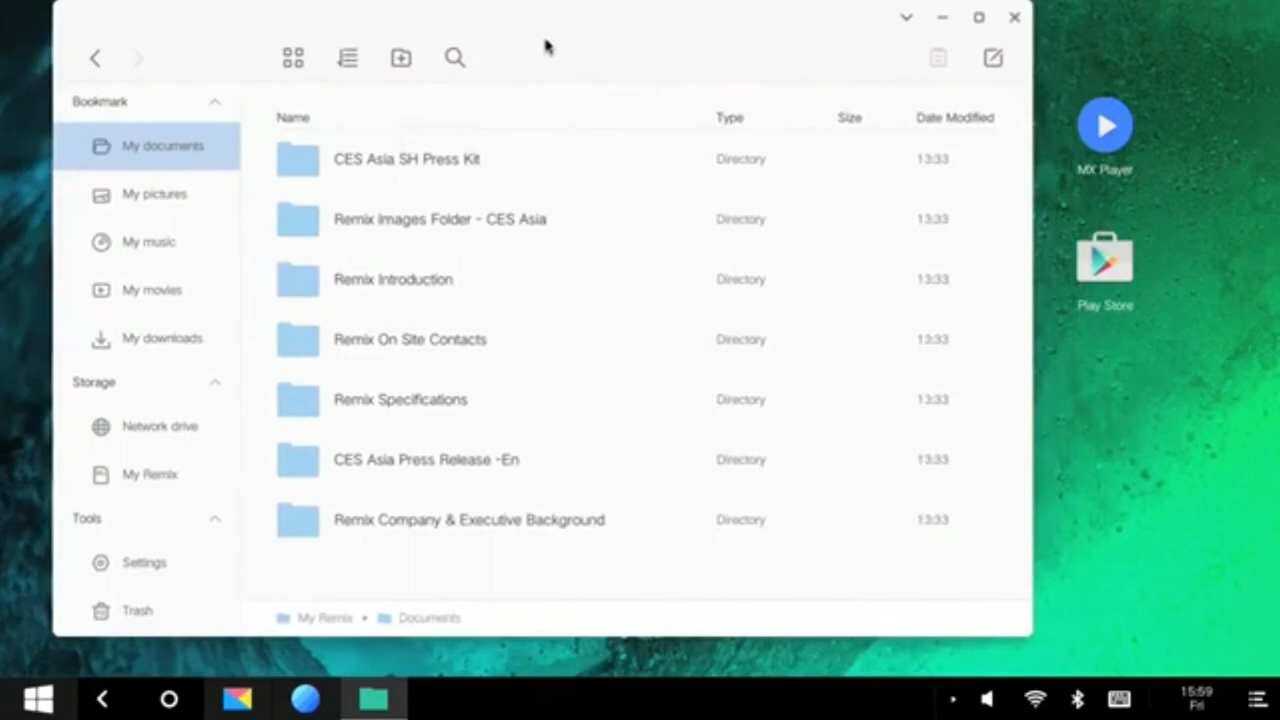 Bookmark
My documents
My pictures
My music
My movies
My downloads
Storage
Network drive
My Remix
Tools
Settings
Trash
Name Type Size Date Modified
CES Asia SH Press Kit Directory 13:33
Remix Images Folder - CES Asia Directory 13:33
Remix Introduction Directory 13:33
Remix On Site Contacts Directory 13:33
Remix Specifications Directory 13:33
CES Asia Press Release -En Directory 13:33
Remix Company & Executive Background Directory 13:33
My Remix Documents
MX Player
Play Store
15:59
Fri